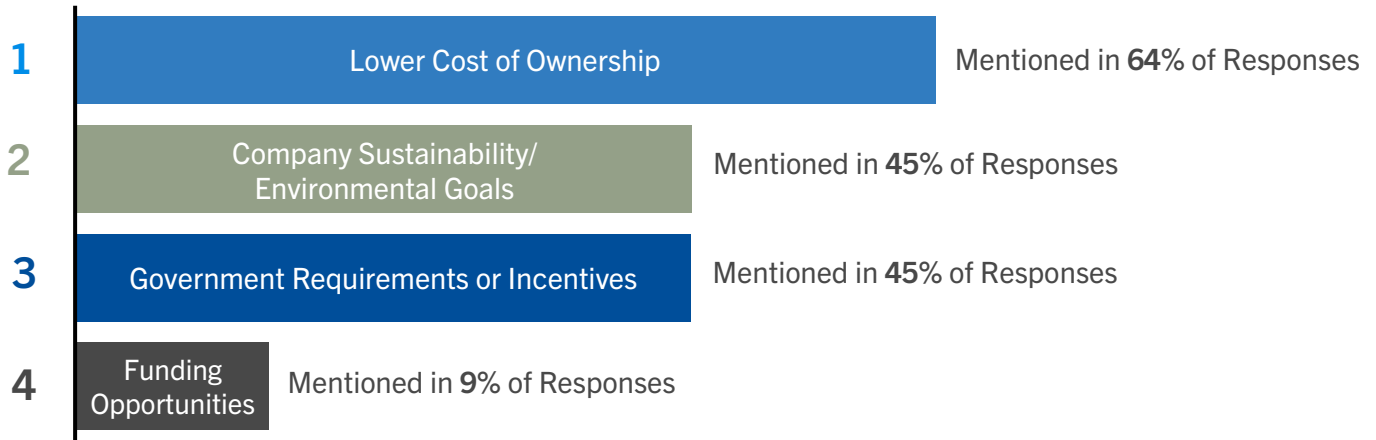 1
Lower Cost of Ownership
Mentioned in 64% of Responses
2
Company Sustainability/
Environmental Goals
Mentioned in 45% of Responses
3
Government Requirements or Incentives
Mentioned in 45% of Responses
4
Funding
Opportunities
Mentioned in 9% of Responses